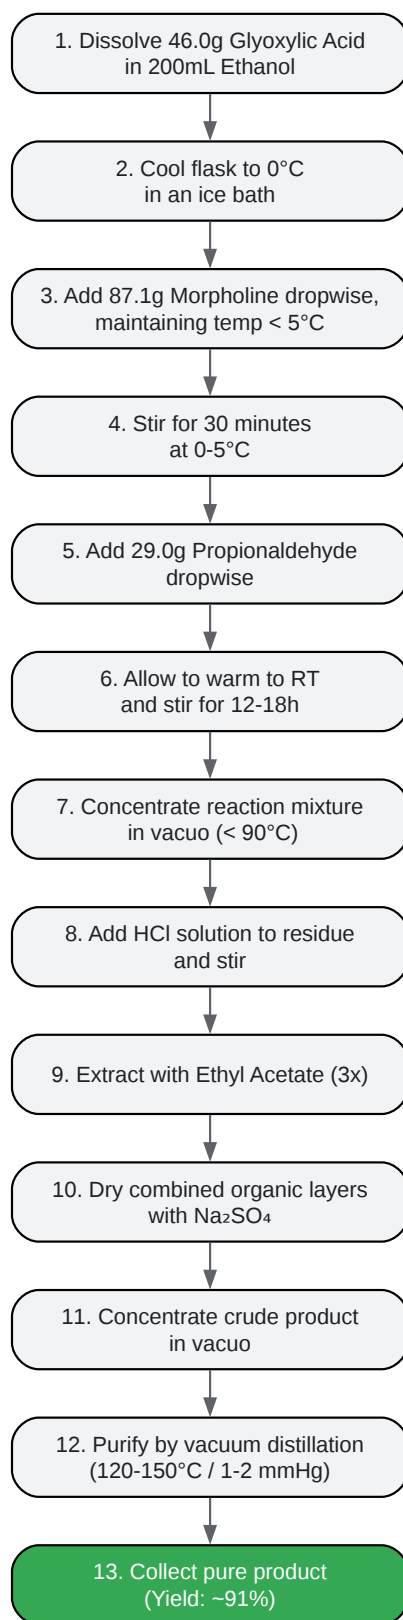 1. Dissolve 46.0g Glyoxylic Acid
in 200mL Ethanol
2. Cool flask to 0°C
in an ice bath
3. Add 87.1g Morpholine dropwise,
maintaining temp < 5°C
4. Stir for 30 minutes
at 0-5°C
5. Add 29.0g Propionaldehyde
dropwise
6. Allow to warm to RT
and stir for 12-18h
7. Concentrate reaction mixture
in vacuo (< 90°C)
8. Add HCl solution to residue
and stir
9. Extract with Ethyl Acetate (3x)
10. Dry combined organic layers
with Na₂SO₄
11. Concentrate crude product
in vacuo
12. Purify by vacuum distillation
(120-150°C / 1-2 mmHg)
13. Collect pure product
(Yield: ~91%)